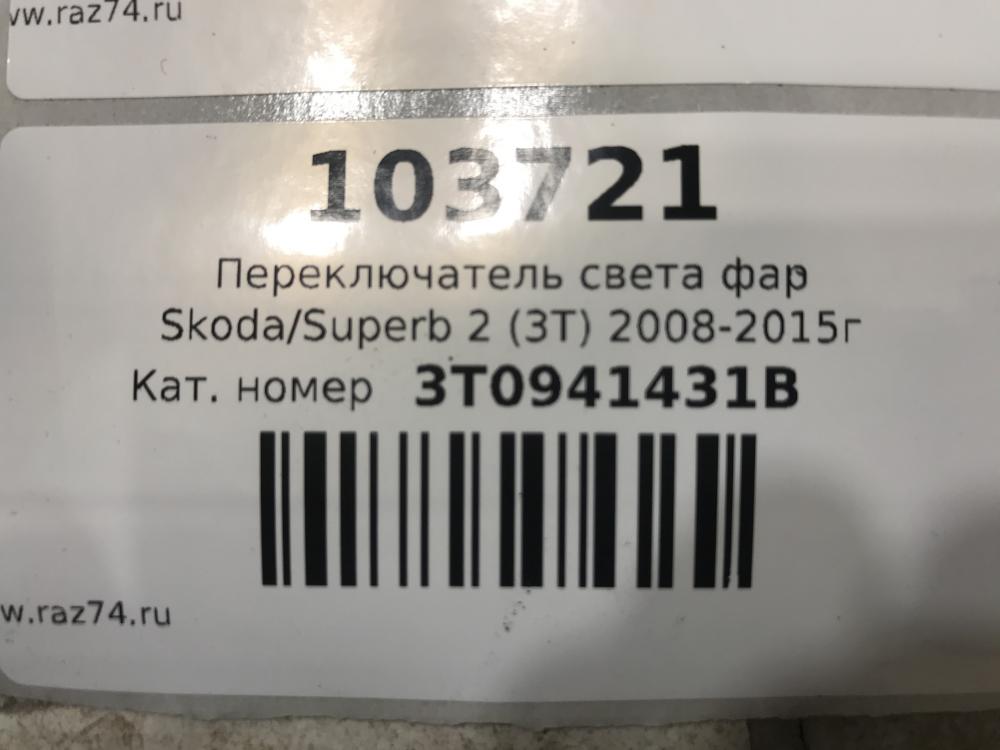 vw.raz74.ru
103721
Переключатель света фар
Skoda/Superb 2 (3T) 2008-2015г
Кат. номер 3T0941431B
w.raz74.ru